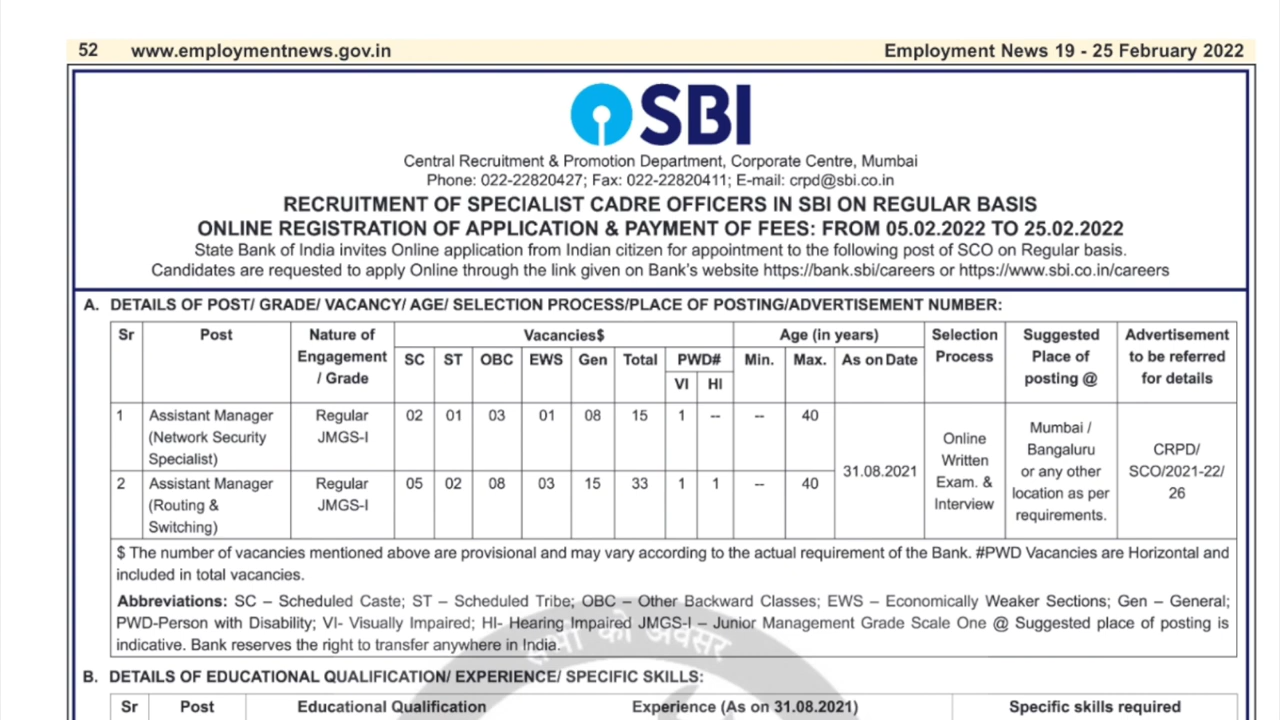 52 www.employmentnews.gov.in Employment News 19 - 25 February 2022
SBI
Central Recruitment & Promotion Department, Corporate Centre, Mumbai
Phone: 022-22820427; Fax: 022-22820411; E-mail: crpd@sbi.co.in
RECRUITMENT OF SPECIALIST CADRE OFFICERS IN SBI ON REGULAR BASIS
ONLINE REGISTRATION OF APPLICATION & PAYMENT OF FEES: FROM 05.02.2022 TO 25.02.2022
State Bank of India invites Online application from Indian citizen for appointment to the following post of SCO on Regular basis.
Candidates are requested to apply Online through the link given on Bank's website https://bank.sbi/careers or https://www.sbi.co.in/careers
A. DETAILS OF POST/ GRADE/ VACANCY/ AGE/ SELECTION PROCESS/PLACE OF POSTING/ADVERTISEMENT NUMBER:
Sr Post Nature of Engagement / Grade Vacancies$ Age (in years) Selection Process Suggested Place of posting @ Advertisement to be referred for details
SC ST OBC EWS Gen Total PWD# Min. Max. As on Date
VI HI
1 Assistant Manager (Network Security Specialist) Regular JMGS-I 02 01 03 01 08 15 1 -- -- 40
31.08.2021 Online Written Exam. & Interview Mumbai / Bangaluru or any other location as per requirements. CRPD/ SCO/2021-22/ 26
2 Assistant Manager (Routing & Switching) Regular JMGS-I 05 02 08 03 15 33 1 1 -- 40
$ The number of vacancies mentioned above are provisional and may vary according to the actual requirement of the Bank. #PWD Vacancies are Horizontal and
included in total vacancies.
Abbreviations: SC – Scheduled Caste; ST – Scheduled Tribe; OBC – Other Backward Classes; EWS – Economically Weaker Sections; Gen – General;
PWD-Person with Disability; VI- Visually Impaired; HI- Hearing Impaired JMGS-I – Junior Management Grade Scale One @ Suggested place of posting is
indicative. Bank reserves the right to transfer anywhere in India.
सभी को अवसर
B. DETAILS OF EDUCATIONAL QUALIFICATION/ EXPERIENCE/ SPECIFIC SKILLS:
Sr Post Educational Qualification Experience (As on 31.08.2021) Specific skills required